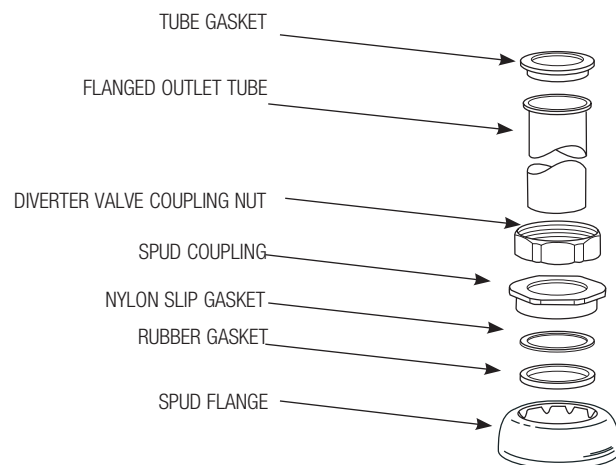 TUBE GASKET
FLANGED OUTLET TUBE
DIVERTER VALVE COUPLING NUT
SPUD COUPLING
NYLON SLIP GASKET
RUBBER GASKET
SPUD FLANGE